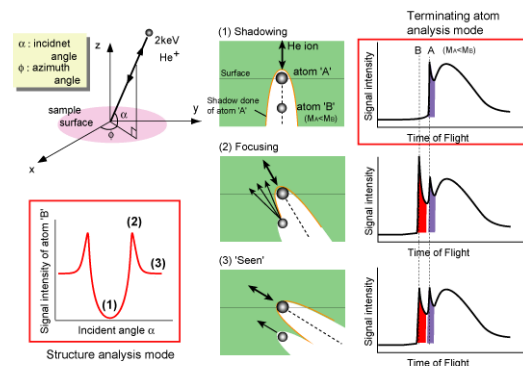 α : incidnet
angle
φ : azimuth
angle
z
2keV
He+
sample
surface
α
φ
y
x
(1) Shadowing
He ion
atom 'A'
Surface
Shadow done
of atom 'A'
atom 'B'
(MA<MB)
(2) Focusing
(3) 'Seen'
Terminating atom
analysis mode
B A (MA<MB)
Signal intensity
Time of Flight
Signal intensity
Time of Flight
Signal intensity
Time of Flight
Signal intensity of atom 'B'
(2)
(3)
(1)
Incident angle α
Structure analysis mode